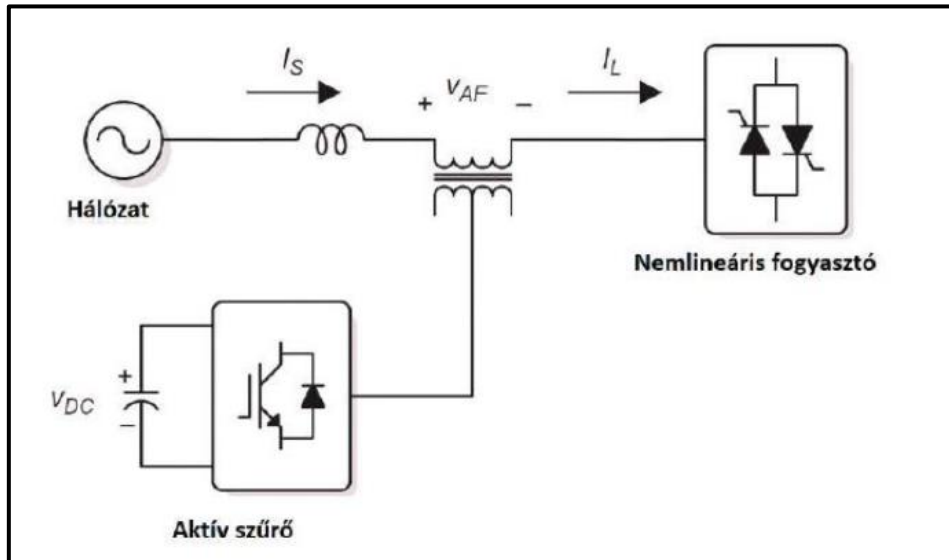 I_S
+ v_AF −
I_L
Hálózat
Nemlineáris fogyasztó
+
v_DC
−
Aktív szűrő